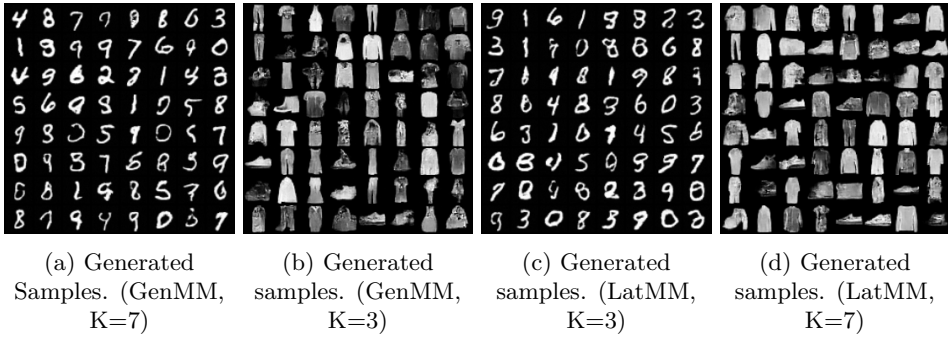 (a) Generated
Samples. (GenMM,
K=7)
(b) Generated
samples. (GenMM,
K=3)
(c) Generated
samples. (LatMM,
K=3)
(d) Generated
samples. (LatMM,
K=7)